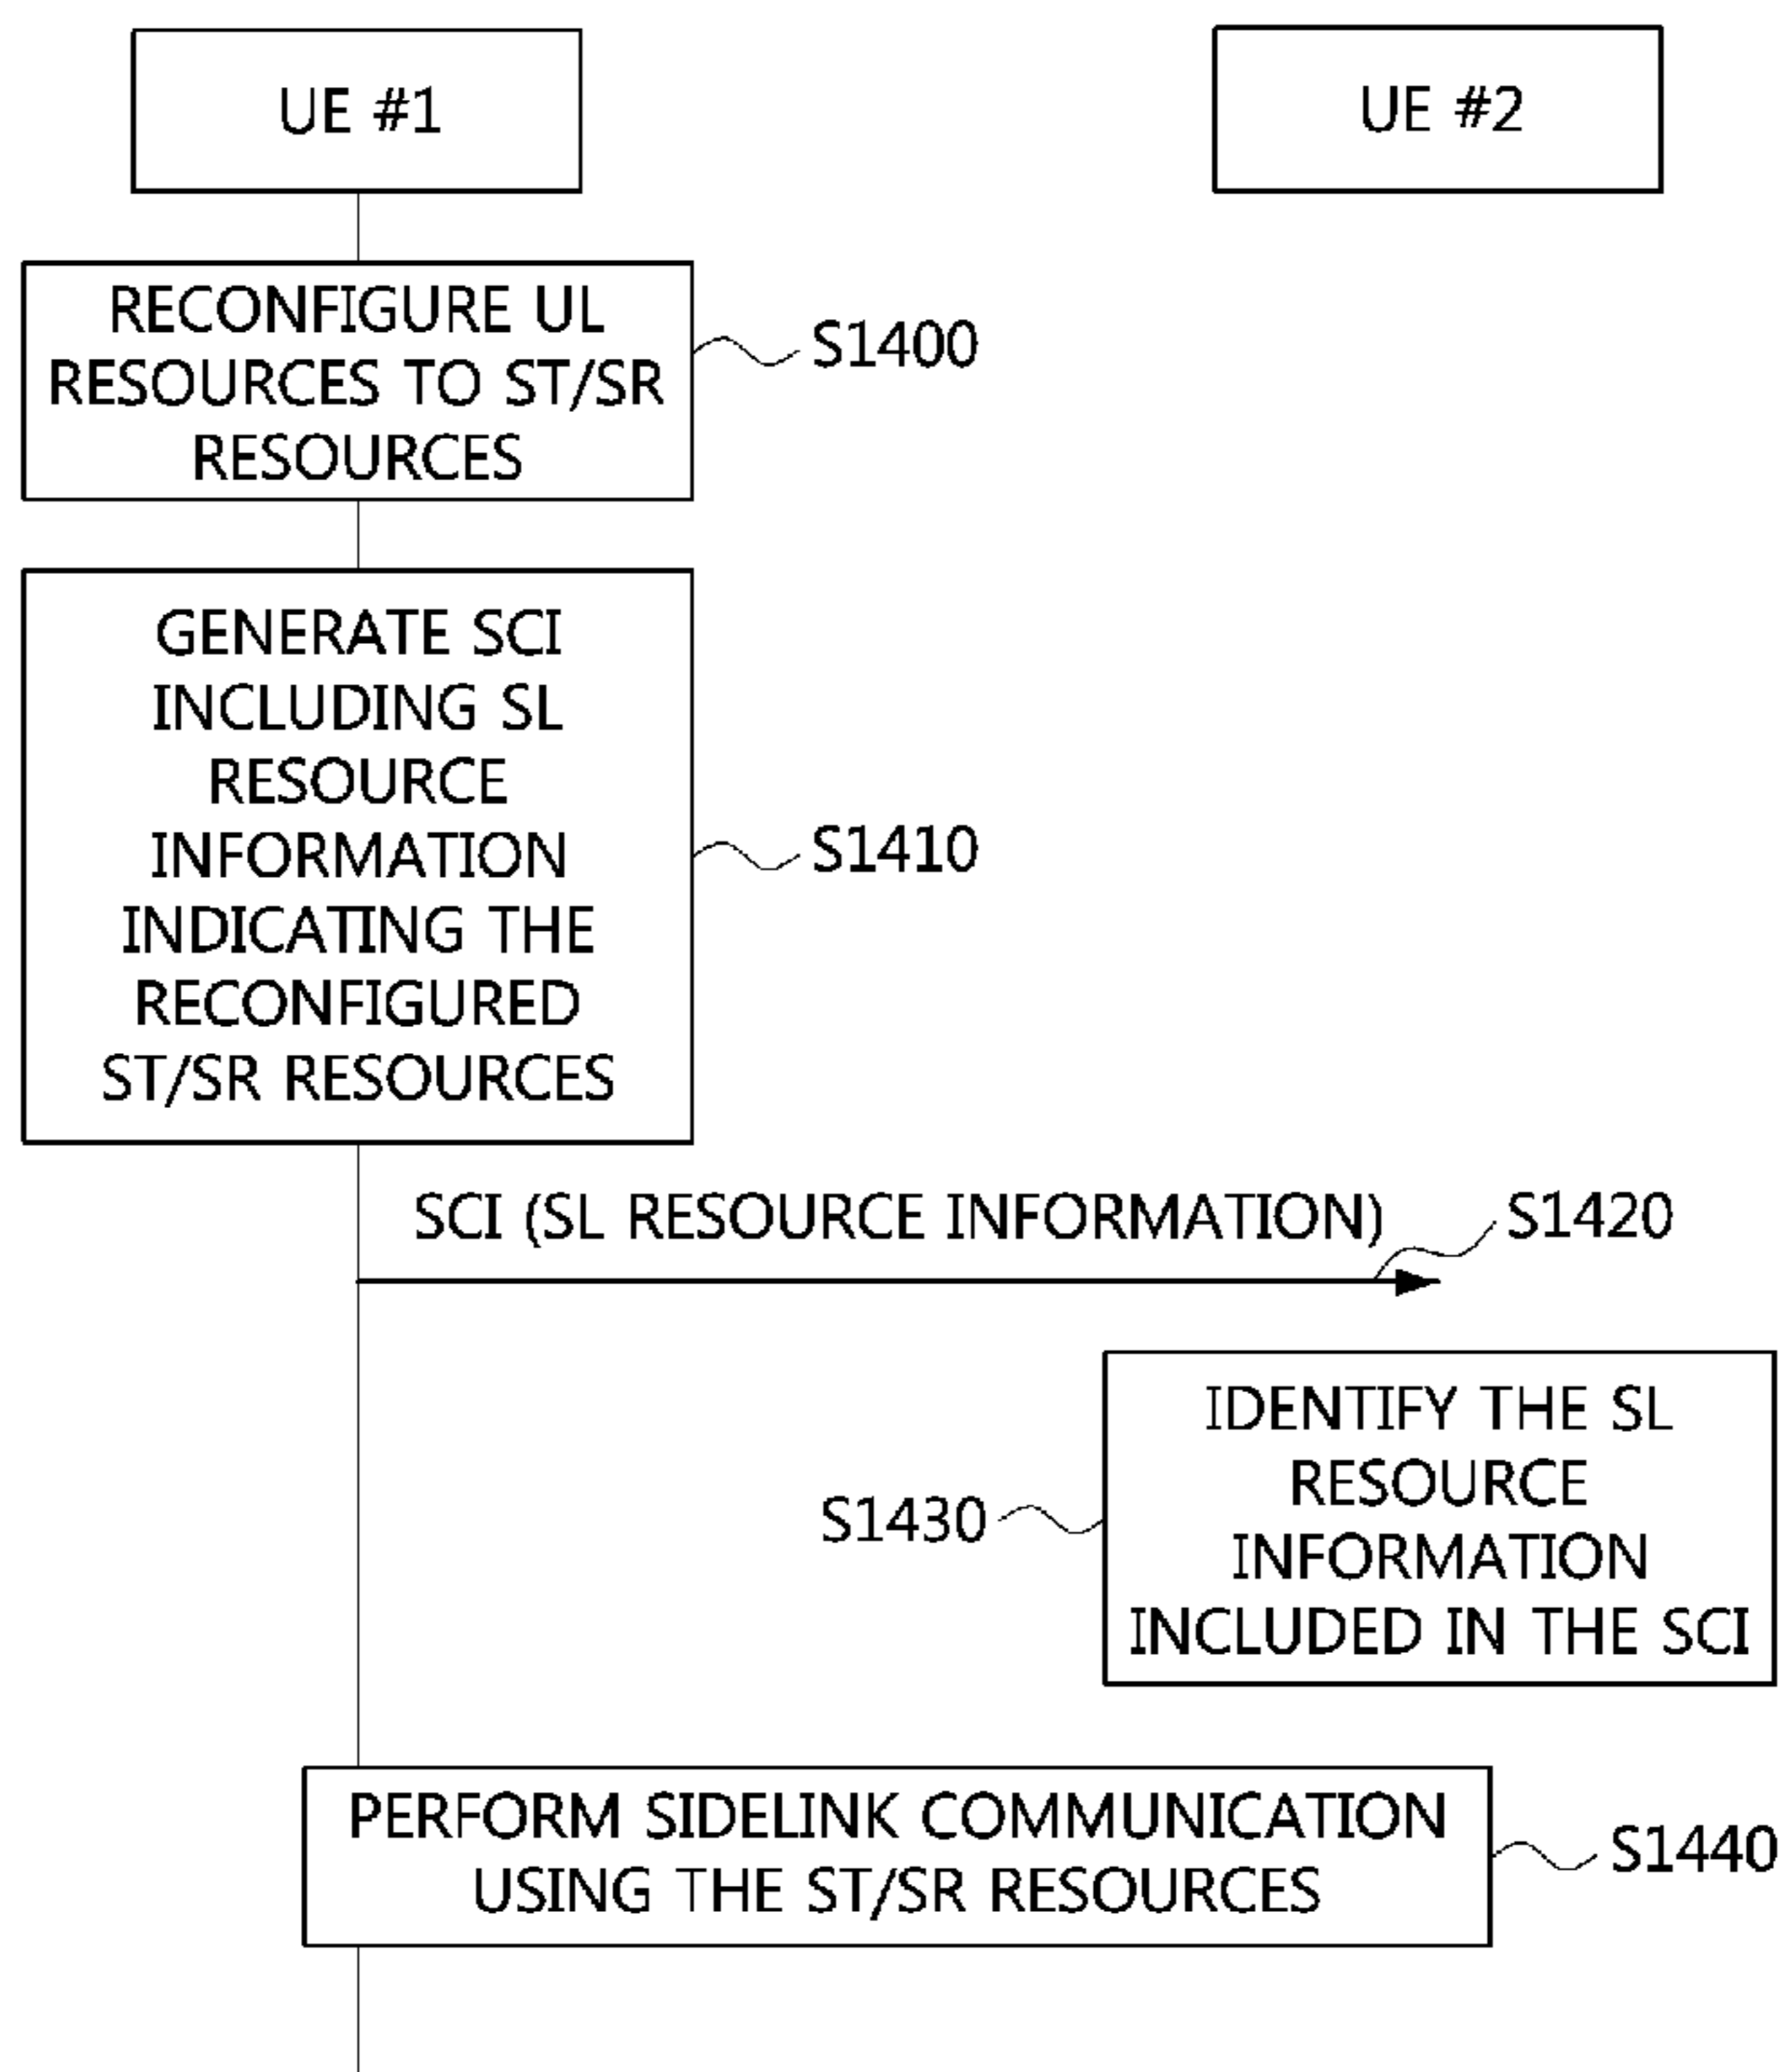 UE #1
UE #2
RECONFIGURE UL
RESOURCES TO ST/SR
RESOURCES
S1400
GENERATE SCI
INCLUDING SL
RESOURCE
INFORMATION
INDICATING THE
RECONFIGURED
ST/SR RESOURCES
S1410
SCI (SL RESOURCE INFORMATION)
S1420
IDENTIFY THE SL
RESOURCE
INFORMATION
INCLUDED IN THE SCI
S1430
PERFORM SIDELINK COMMUNICATION
USING THE ST/SR RESOURCES
S1440